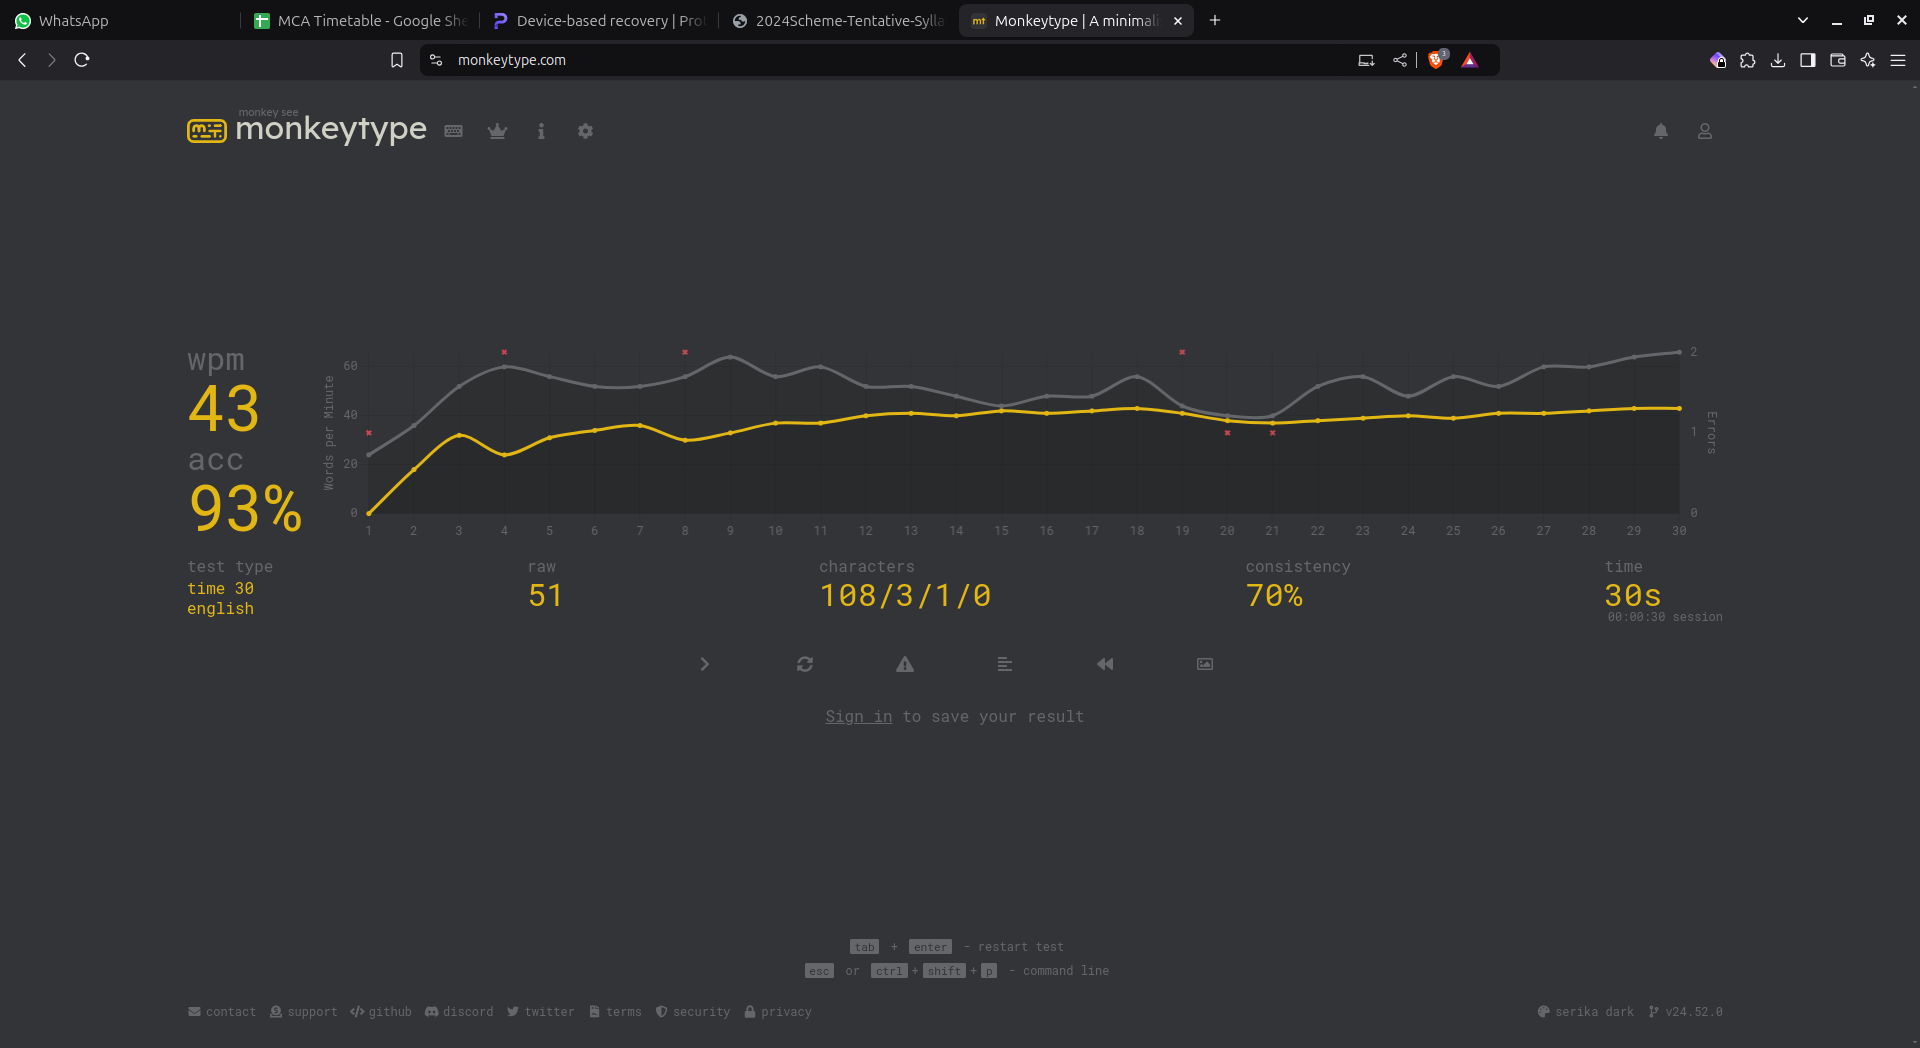 WhatsApp
MCA Timetable - Google She
Device-based recovery | Prot
2024Scheme-Tentative-Sylla
mt Monkeytype | A minimali
monkeytype.com
3
monkey see
monkeytype
wpm
43
acc
93%
Words per Minute
60
40
20
0
1 2 3 4 5 6 7 8 9 10 11 12 13 14 15 16 17 18 19 20 21 22 23 24 25 26 27 28 29 30
2
1
0
Errors
test type
time 30
english
raw
51
characters
108/3/1/0
consistency
70%
time
30s
00:00:30 session
Sign in to save your result
tab + enter - restart test
esc or ctrl + shift + p - command line
contact support github discord twitter terms security privacy
serika dark v24.52.0